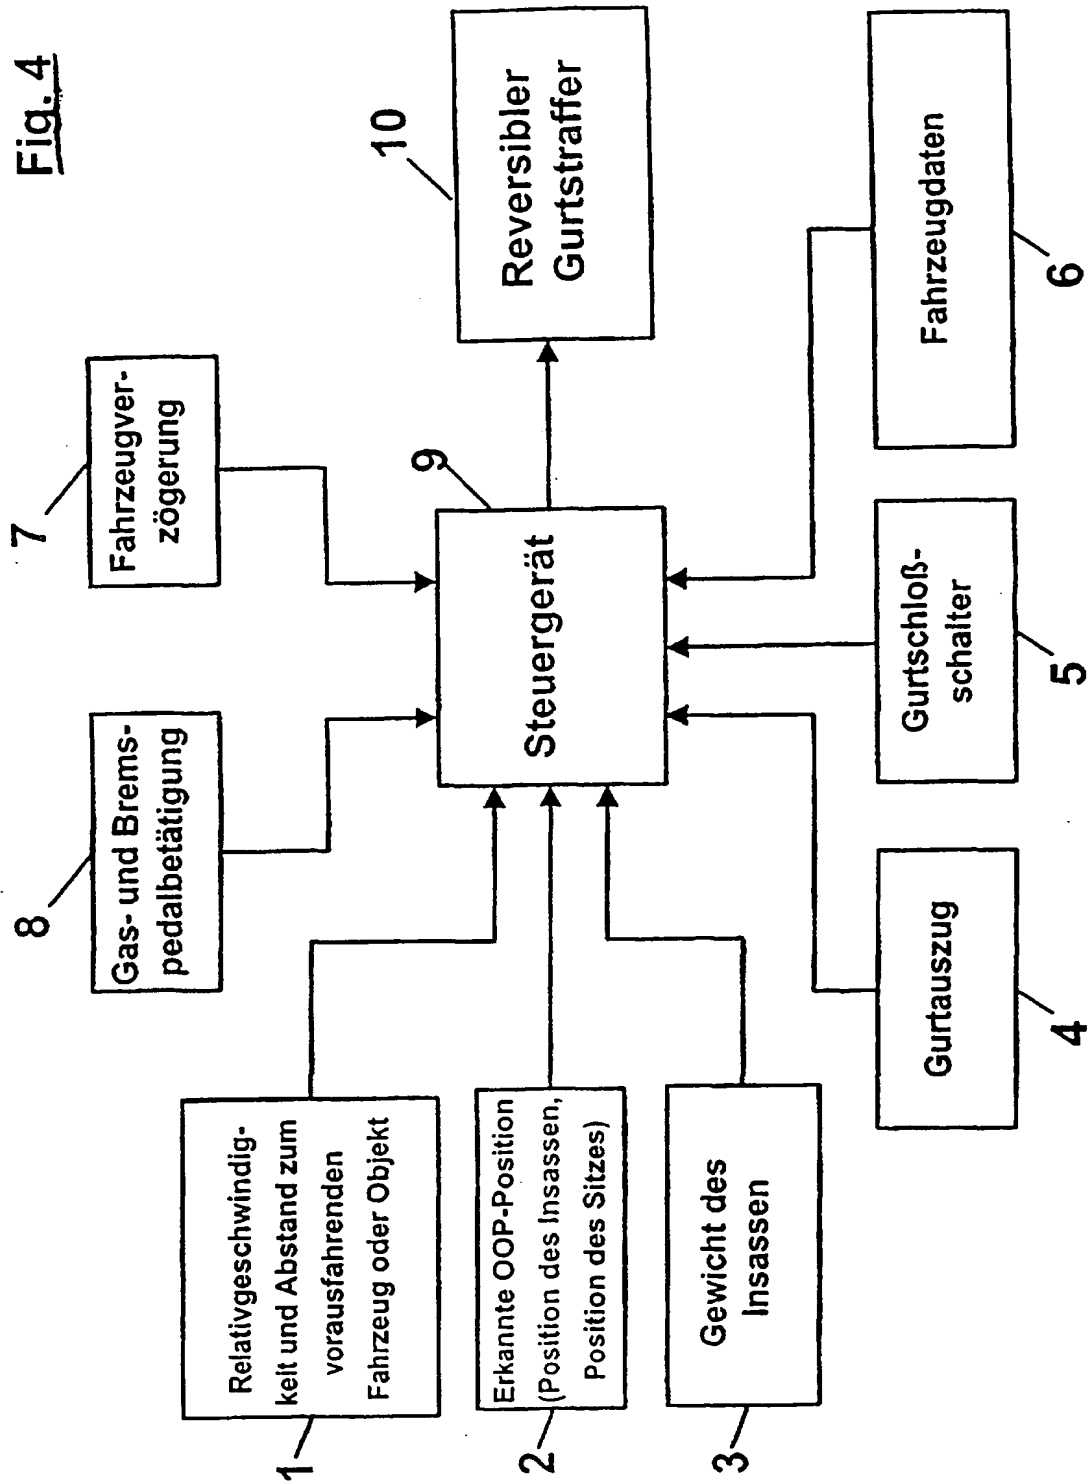 Fig. 4
8
Gas- und Brems-
pedalbetätigung
7
Fahrzeugver-
zögerung
1
Relativgeschwindig-
keit und Abstand zum
vorausfahrenden
Fahrzeug oder Objekt
2
Erkannte OOP-Position
(Position des Insassen,
Position des Sitzes)
3
Gewicht des
Insassen
9
Steuergerät
10
Reversibler
Gurtstraffer
Gurtauszug
4
Gurtschloß-
schalter
5
Fahrzeugdaten
6